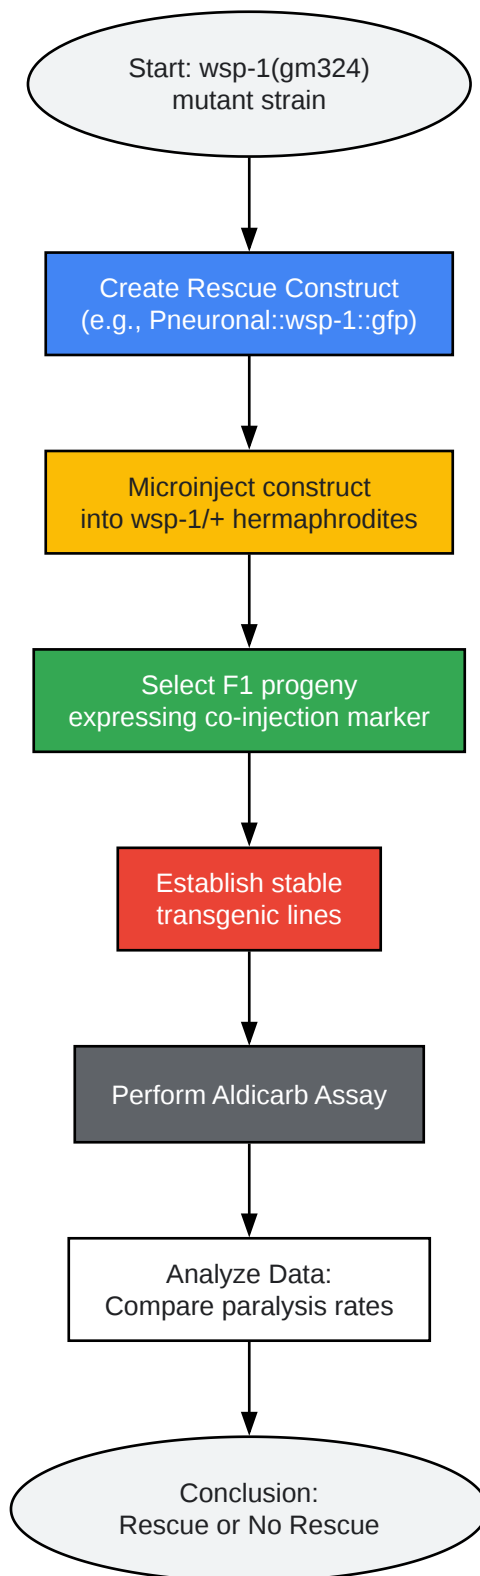 Start: wsp-1(gm324)
mutant strain
Create Rescue Construct
(e.g., Pneuronal::wsp-1::gfp)
Microinject construct
into wsp-1/+ hermaphrodites
Select F1 progeny
expressing co-injection marker
Establish stable
transgenic lines
Perform Aldicarb Assay
Analyze Data:
Compare paralysis rates
Conclusion:
Rescue or No Rescue